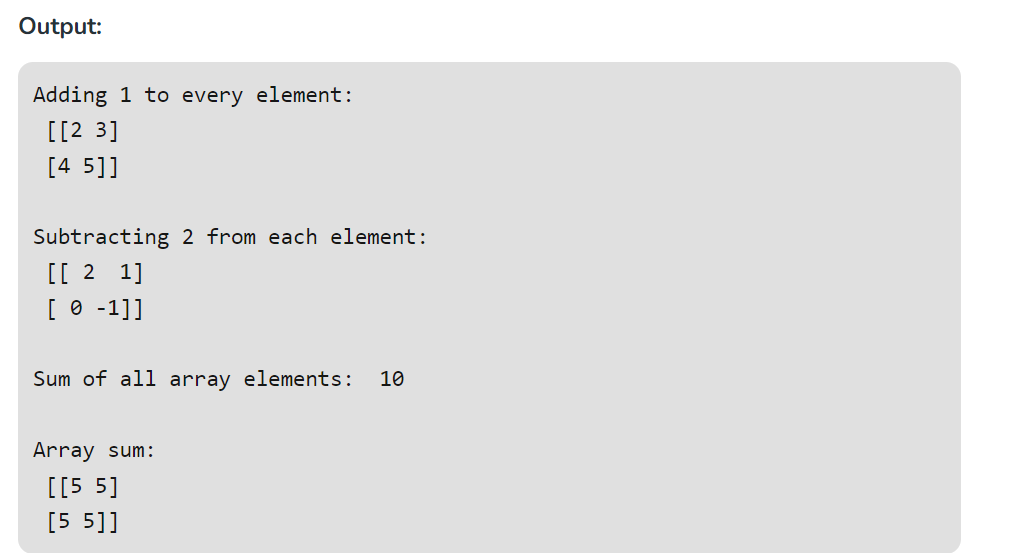 Output:
Adding 1 to every element:
 [[2 3]
 [4 5]]
Subtracting 2 from each element:
 [[ 2  1]
 [ 0 -1]]
Sum of all array elements:  10
Array sum:
 [[5 5]
 [5 5]]